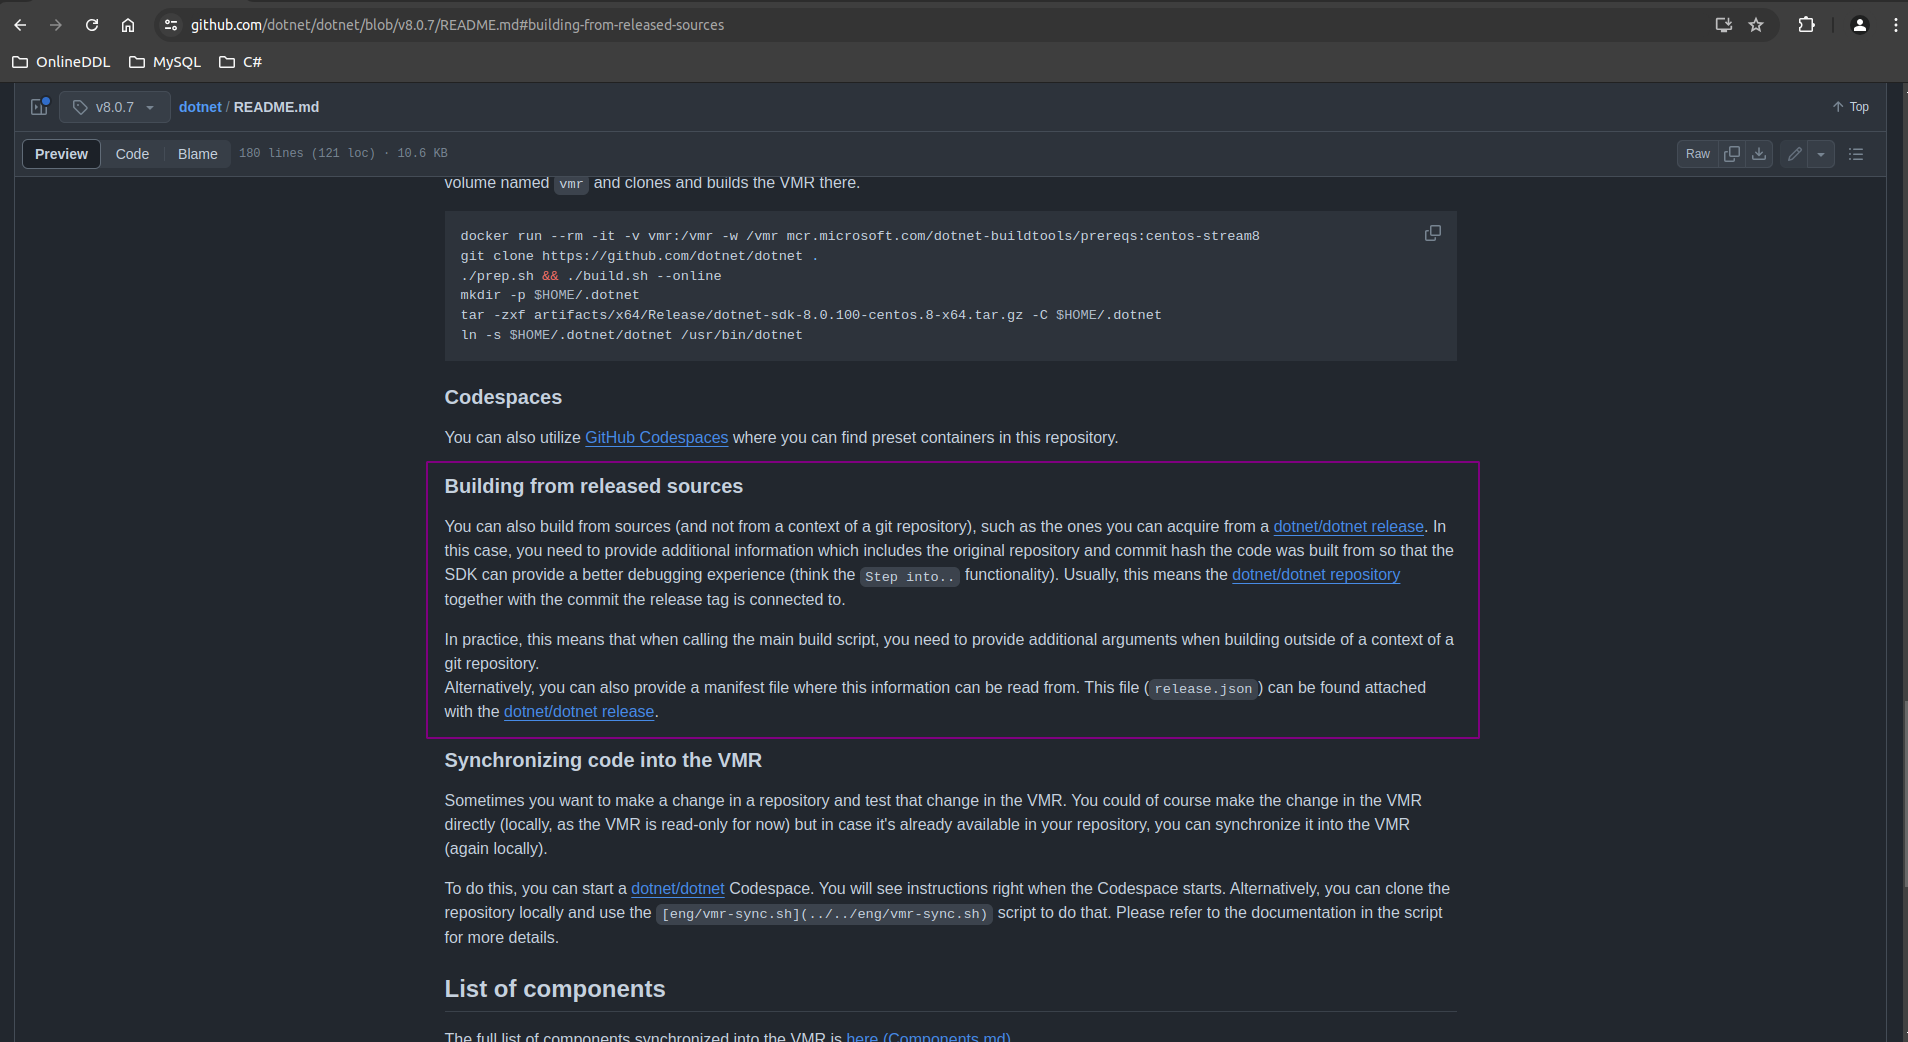 github.com/dotnet/dotnet/blob/v8.0.7/README.md#building-from-released-sources
OnlineDDL MySQL C#
v8.0.7 dotnet / README.md Top
Preview Code Blame 180 lines (121 loc) · 10.6 KB Raw
volume named vmr and clones and builds the VMR there.
docker run --rm -it -v vmr:/vmr -w /vmr mcr.microsoft.com/dotnet-buildtools/prereqs:centos-stream8
git clone https://github.com/dotnet/dotnet .
./prep.sh && ./build.sh --online
mkdir -p $HOME/.dotnet
tar -zxf artifacts/x64/Release/dotnet-sdk-8.0.100-centos.8-x64.tar.gz -C $HOME/.dotnet
ln -s $HOME/.dotnet/dotnet /usr/bin/dotnet
Codespaces
You can also utilize GitHub Codespaces where you can find preset containers in this repository.
Building from released sources
You can also build from sources (and not from a context of a git repository), such as the ones you can acquire from a dotnet/dotnet release. In
this case, you need to provide additional information which includes the original repository and commit hash the code was built from so that the
SDK can provide a better debugging experience (think the Step into.. functionality). Usually, this means the dotnet/dotnet repository
together with the commit the release tag is connected to.
In practice, this means that when calling the main build script, you need to provide additional arguments when building outside of a context of a
git repository.
Alternatively, you can also provide a manifest file where this information can be read from. This file (release.json) can be found attached
with the dotnet/dotnet release.
Synchronizing code into the VMR
Sometimes you want to make a change in a repository and test that change in the VMR. You could of course make the change in the VMR
directly (locally, as the VMR is read-only for now) but in case it's already available in your repository, you can synchronize it into the VMR
(again locally).
To do this, you can start a dotnet/dotnet Codespace. You will see instructions right when the Codespace starts. Alternatively, you can clone the
repository locally and use the [eng/vmr-sync.sh](../../eng/vmr-sync.sh) script to do that. Please refer to the documentation in the script
for more details.
List of components
The full list of components synchronized into the VMR is here (Components.md)